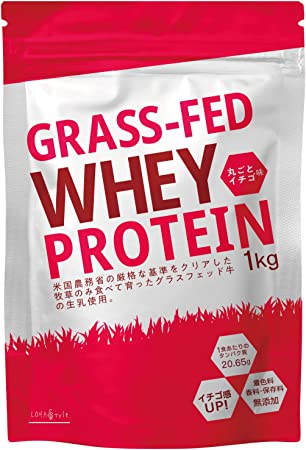 GRASS-FED
WHEY
丸ごと
イチゴ味
PROTEIN
1kg
米国農務省の厳格な基準をクリアした
牧草のみ食べて育ったグラスフェッド牛
の生乳使用。
1食あたりの
タンパク質
20.65g
イチゴ感
UP!
着色料
香料・保存料
無添加
LOHAStyle